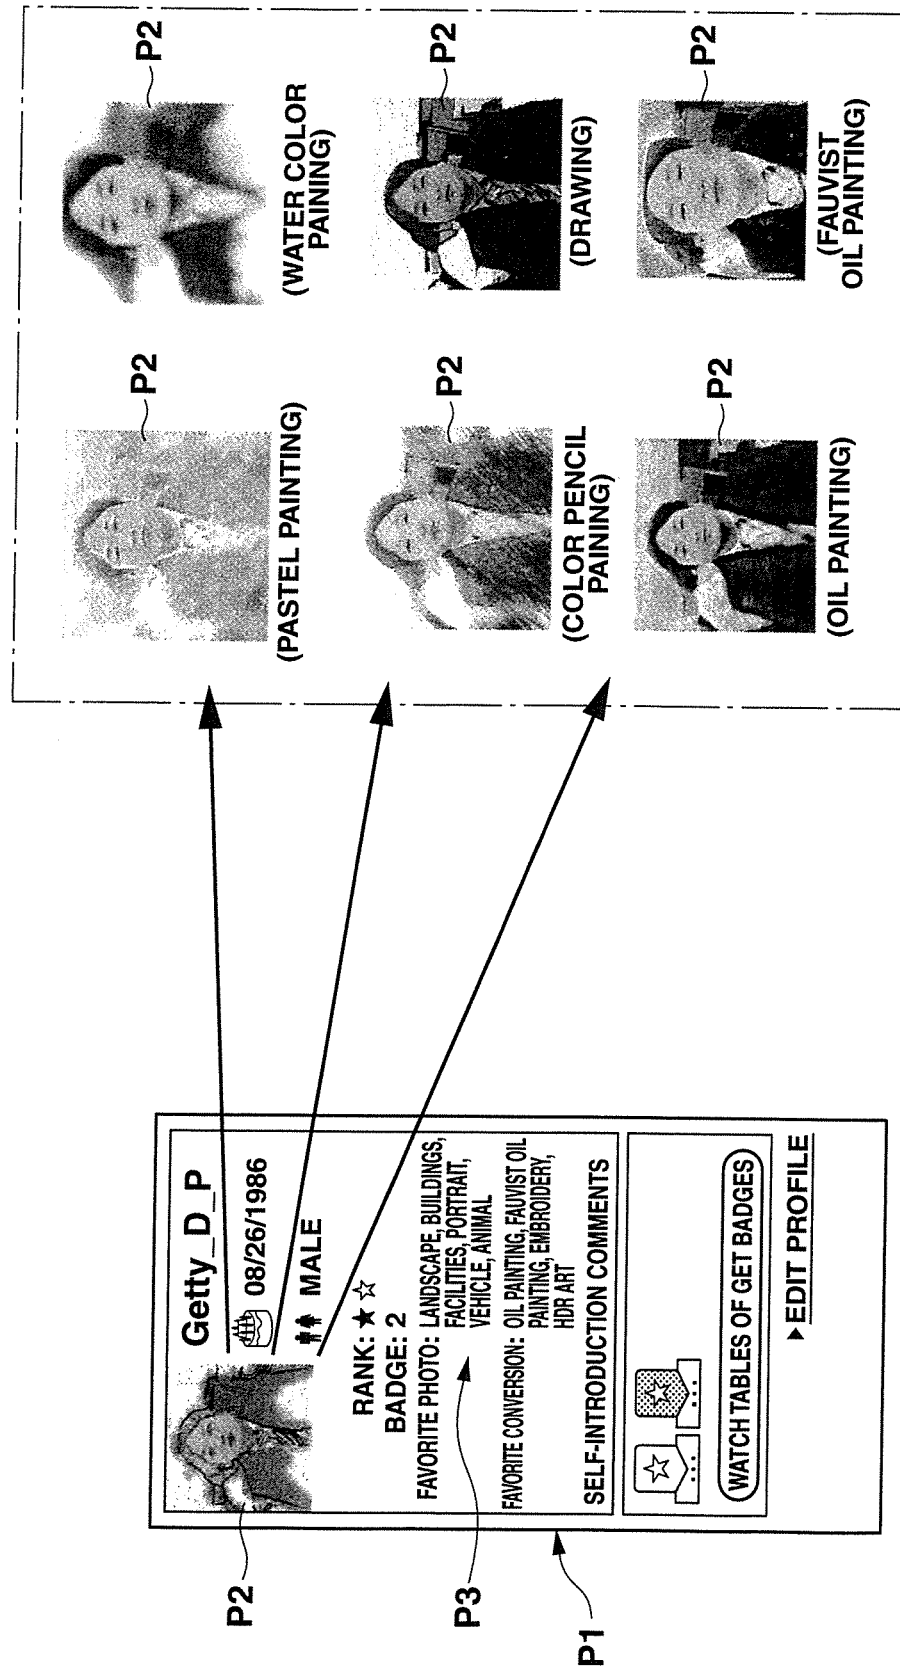 P2
P3
P1
Getty_D_P
08/26/1986
MALE
RANK: ★☆
BADGE: 2
FAVORITE PHOTO: LANDSCAPE, BUILDINGS,
FACILITIES, PORTRAIT,
VEHICLE, ANIMAL
FAVORITE CONVERSION: OIL PAINTING, FAUVIST OIL
PAINTING, EMBROIDERY,
HDR ART
SELF-INTRODUCTION COMMENTS
WATCH TABLES OF GET BADGES
▶EDIT PROFILE
P2
(PASTEL PAINTING)
P2
(WATER COLOR
PAINING)
P2
(COLOR PENCIL
PAINING)
P2
(DRAWING)
P2
(OIL PAINTING)
P2
(FAUVIST
OIL PAINTING)